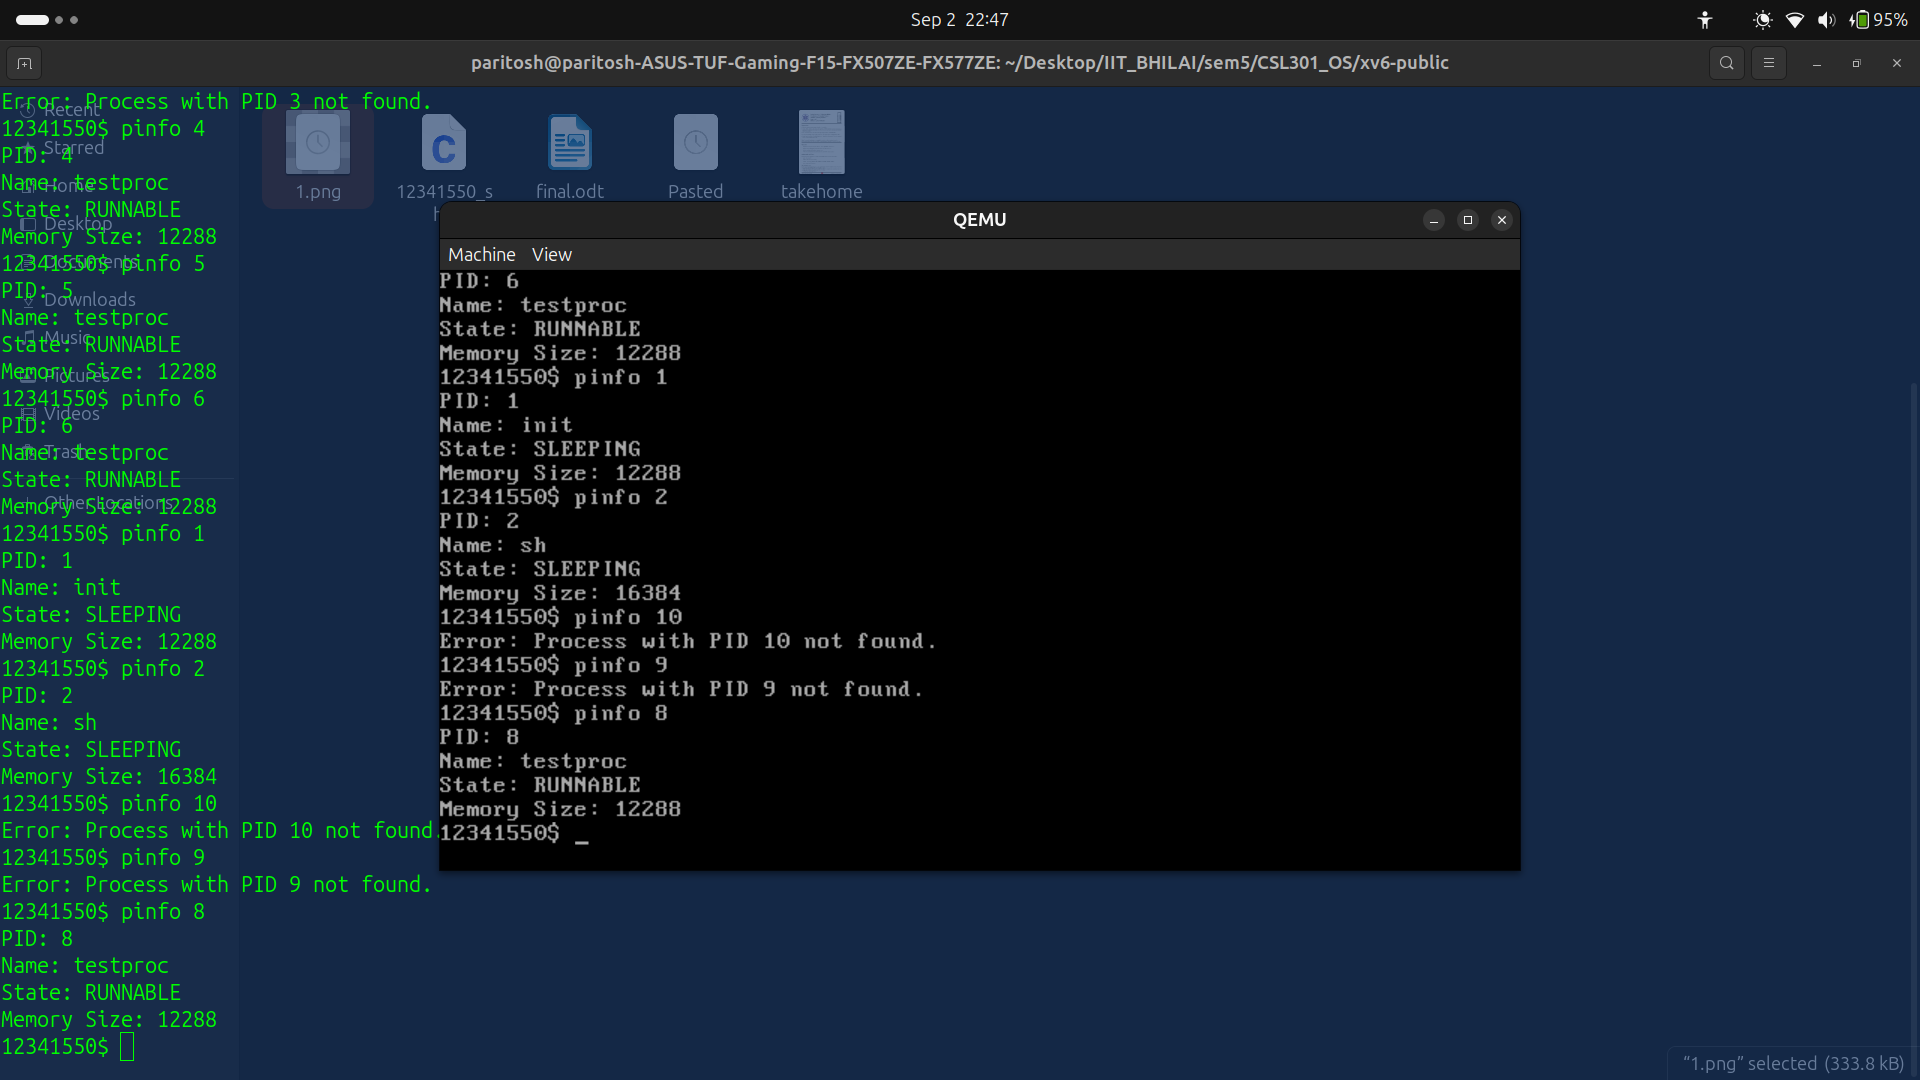 Sep 2 22:47
95%
paritosh@paritosh-ASUS-TUF-Gaming-F15-FX507ZE-FX577ZE: ~/Desktop/IIT_BHILAI/sem5/CSL301_OS/xv6-public
Error: Process with PID 3 not found.
12341550$ pinfo 4
PID: 4
Name: testproc
State: RUNNABLE
Memory Size: 12288
12341550$ pinfo 5
PID: 5
Name: testproc
State: RUNNABLE
Memory Size: 12288
12341550$ pinfo 6
PID: 6
Name: testproc
State: RUNNABLE
Memory Size: 12288
12341550$ pinfo 1
PID: 1
Name: init
State: SLEEPING
Memory Size: 12288
12341550$ pinfo 2
PID: 2
Name: sh
State: SLEEPING
Memory Size: 16384
12341550$ pinfo 10
Error: Process with PID 10 not found.
12341550$ pinfo 9
Error: Process with PID 9 not found.
12341550$ pinfo 8
PID: 8
Name: testproc
State: RUNNABLE
Memory Size: 12288
12341550$
Recent
Starred
Home
Desktop
Documents
Downloads
Music
Pictures
Videos
Trash
Other Locations
C
1.png
12341550_s
h
final.odt
Pasted
takehome
QEMU
Machine View
PID: 6
Name: testproc
State: RUNNABLE
Memory Size: 12288
12341550$ pinfo 1
PID: 1
Name: init
State: SLEEPING
Memory Size: 12288
12341550$ pinfo 2
PID: 2
Name: sh
State: SLEEPING
Memory Size: 16384
12341550$ pinfo 10
Error: Process with PID 10 not found.
12341550$ pinfo 9
Error: Process with PID 9 not found.
12341550$ pinfo 8
PID: 8
Name: testproc
State: RUNNABLE
Memory Size: 12288
12341550$ _
“1.png” selected (333.8 kB)